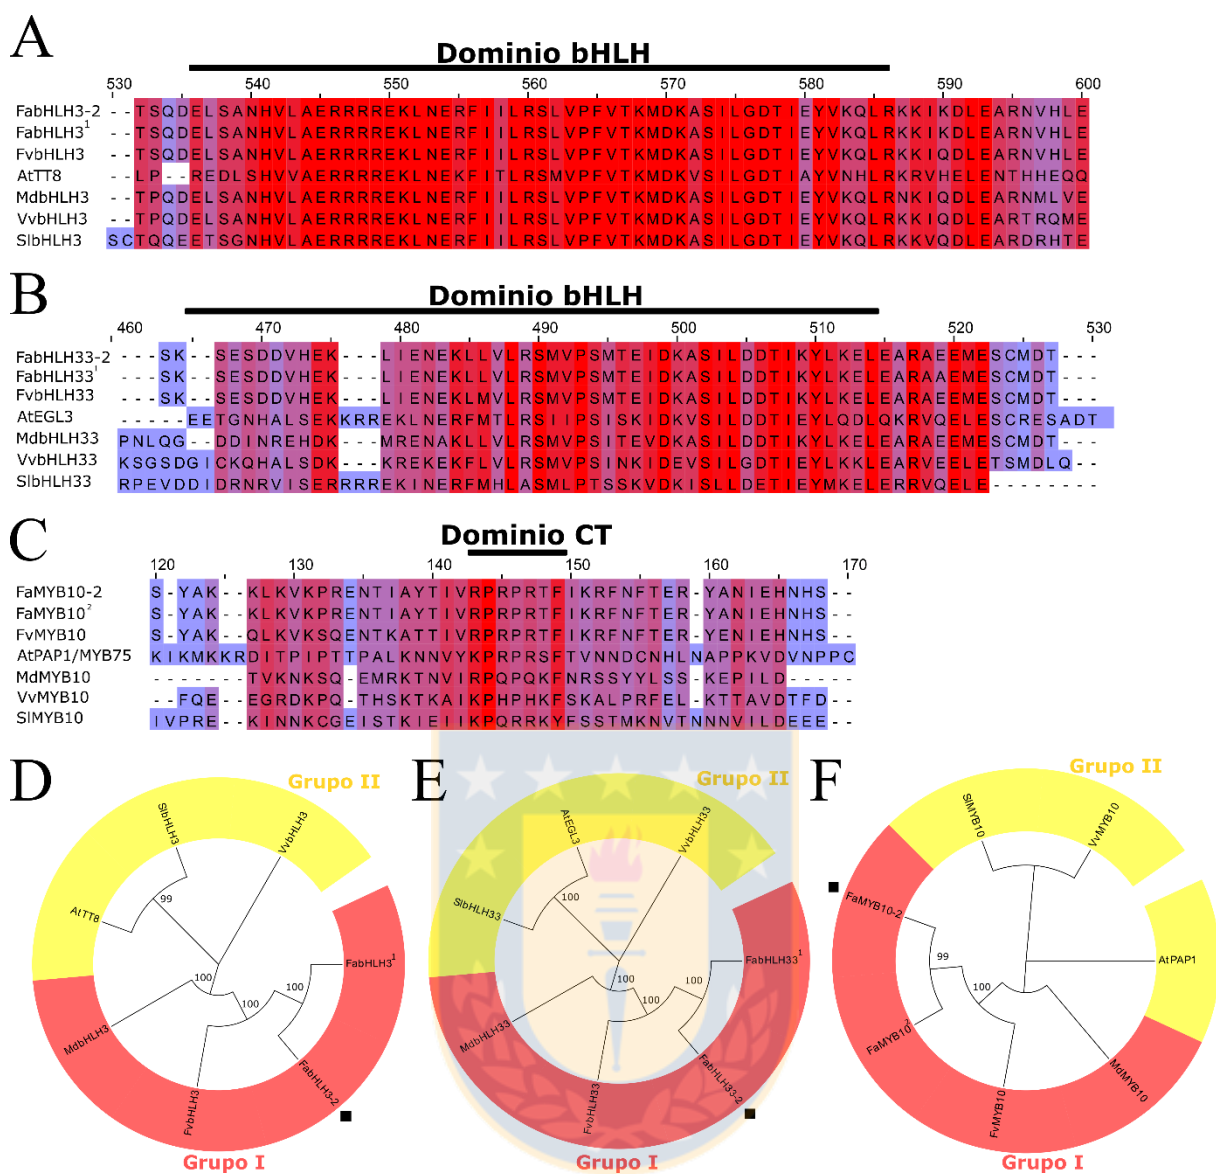 A
Dominio bHLH
530 540 550 560 570 580 590 600
FabHLH3-2 --TSQDELSANHVLAERRRREKLNERFIILRSLVPFVTKMDKASILGDTIEYVKQLRKKIKDLEARNVHLE
FabHLH3¹ --TSQDELSANHVLAERRRREKLNERFIILRSLVPFVTKMDKASILGDTIEYVKQLRKKIKDLEARNVHLE
FvbHLH3 --TSQDELSANHVLAERRRREKLNERFIILRSLVPFVTKMDKASILGDTIEYVKQLRKKIQDLEARNVHLE
AtTT8 --LP--REDLSHVVAERRRREKLNERFITLRSMVPFVTKMDKVSILGDTIAYVNHLRKRVHELENTHHEQQ
MdbHLH3 --TPQDELSANHVLAERRRREKLNERFIILRSLVPFVTKMDKASILGDTIEYVKQLRNKIQDLEARNMLVE
VvbHLH3 --TPQDELSANHVLAERRRREKLNERFIILRSLVPFVTKMDKASILGDTIEYVKQLRKKIQDLEARTRQME
SlbHLH3 SCTQQEETSGNHVLAERRRREKLNERFIILRSLVPFVTKMDKASILGDTIEYVKQLRKKVQDLEARDRHTE
B
Dominio bHLH
460 470 480 490 500 510 520 530
FabHLH33-2 ---SK--SESDDVHEK---LIENEKLLVLRSMVPSMTEIDKASILDDTIKYLKELEARAEEMESCMDT---
FabHLH33¹ ---SK--SESDDVHEK---LIENEKLLVLRSMVPSMTEIDKASILDDTIKYLKELEARAAEMESCMDT---
FvbHLH33 ---SK--SESDDVHEK---LIENEKLLMVLRSMVPSMTEIDKASILDDTIKYLKELEARAEEMESCMDT---
AtEGL3 -----EETGNHALSEKKRREKLNERFMTLRSIIPSISKIDKVSILDDTIEYLQDLQKRVQELESCRESADT
MdbHLH33 PNLQG--DDINREHDK---MRENAKLLVLRSMVPSITEVDKASILDDTIKYLKELEARAEEMESCMDT---
VvbHLH33 KSGSDGICKQHALSDK---KREKEKFLVLRSMVPSINKIDEVSILGDTIEYLKKLEARVEELETSMDLQ--
SlbHLH33 RPEVDDIDRNRVISERRRREKINERFMHLASMLPTSSKVDKISLLDETIEYMKELERRVQELE--------
C
Dominio CT
120 130 140 150 160 170
FaMYB10-2 S-YAK--KLKVKPRENTIAYTIVRPRPRTFIKRFNFTER-YANIEHNHS--
FaMYB10² S-YAK--KLKVKPRENTIAYTIVRPRPRTFIKRFNFTER-YANIEHNHS--
FvMYB10 S-YAK--QLKVKSQENTKATTIVRPRPRTFIKRFNFTER-YENIEHNHS--
AtPAP1/MYB75 KIKMKKRDITPIPTTPALKNNVYKPRPRSFTVNNDCNHLNAPPKVDVNPPC
MdMYB10 -------TVKNKSQ-EMRKTNVIRPQPQKFNRSSYYLSS-KEPILD-----
VvMYB10 --FQE--EGRDKPQ-THSKTKAIKPHPHKFSKALPRFEL-KTTAVDTFD--
SlMYB10 IVPRE--KINNKCGEISTKIEIIKPQRRKYFSSTMKNVTNNNVILDEEE--
D
Grupo II
SlbHLH3
VvbHLH3
99
AtTT8
100
FabHLH3¹
100
100
MdbHLH3
FvbHLH3
FabHLH3-2
Grupo I
E
Grupo II
AtEGL3
VvbHLH33
100
SlbHLH33
100
FabHLH33¹
100
100
MdbHLH33
FvbHLH33
FabHLH33-2
Grupo I
F
Grupo II
SlMYB10
VvMYB10
FaMYB10-2
99
AtPAP1
100
FaMYB10²
MdMYB10
FvMYB10
Grupo I